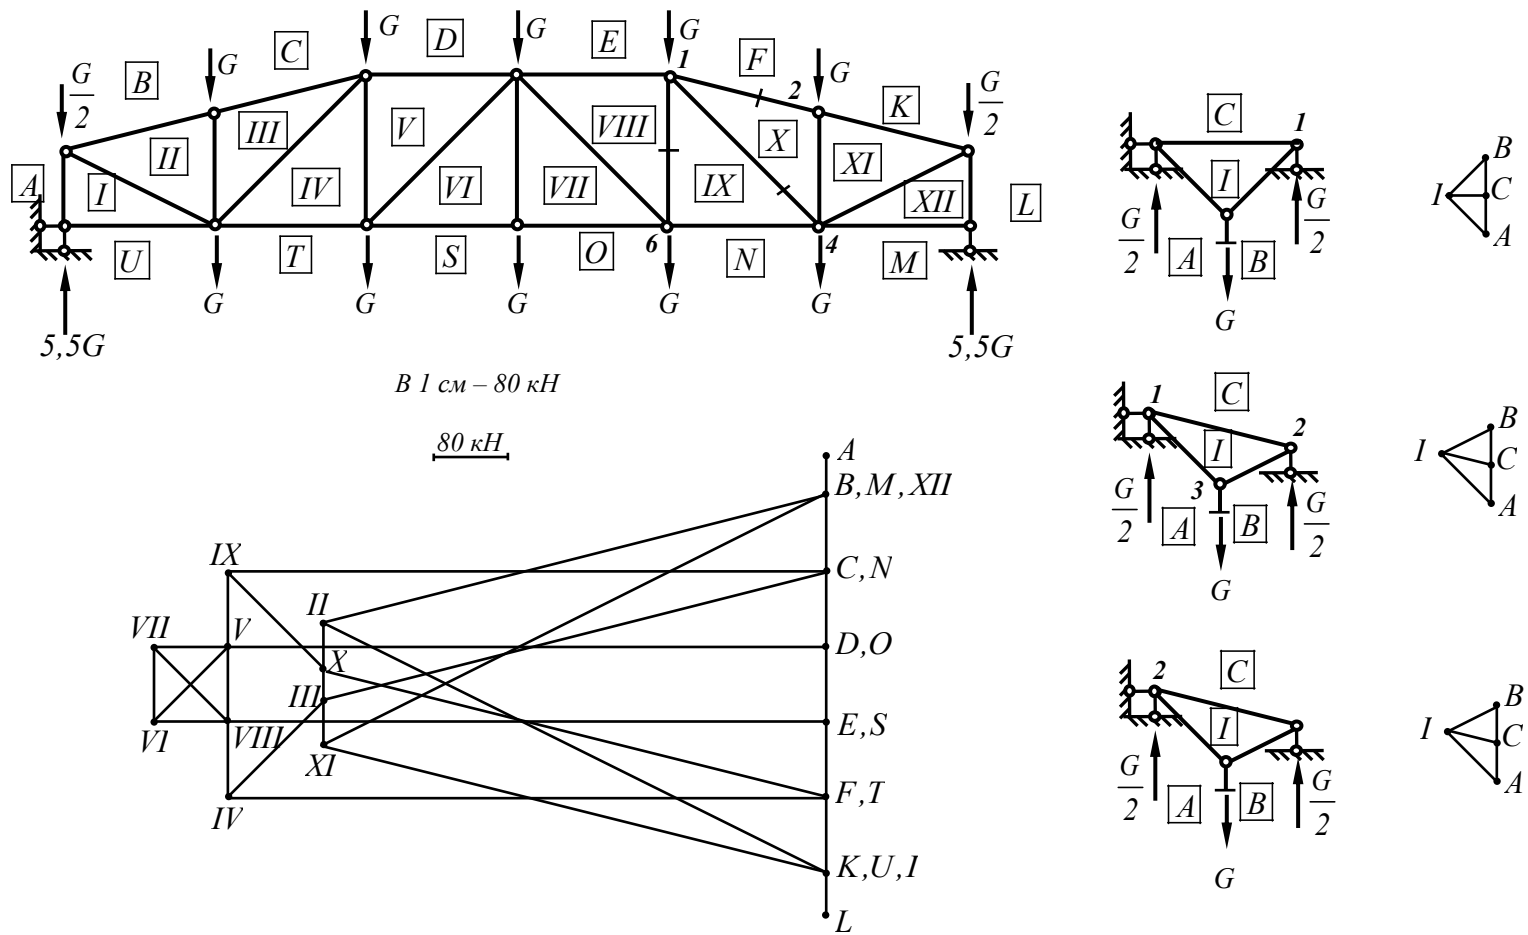 G/2
B
G
C
G
D
G
E
G
1
F
2
G
K
G/2
A
I
II
III
IV
V
VI
VII
VIII
IX
X
XI
XII
L
U
T
S
6
O
N
4
M
G
G
G
G
G
5,5G
5,5G
В 1 см – 80 кН
80 кН
A
B, M, XII
IX
C, N
II
VII
V
X
D, O
III
VI
VIII
E, S
XI
IV
F, T
K, U, I
L
C
1
I
G/2
A
B
G/2
G
B
I
C
A
1
C
2
I
3
G/2
A
B
G/2
G
B
I
C
A
2
C
I
G/2
A
B
G/2
G
B
I
C
A